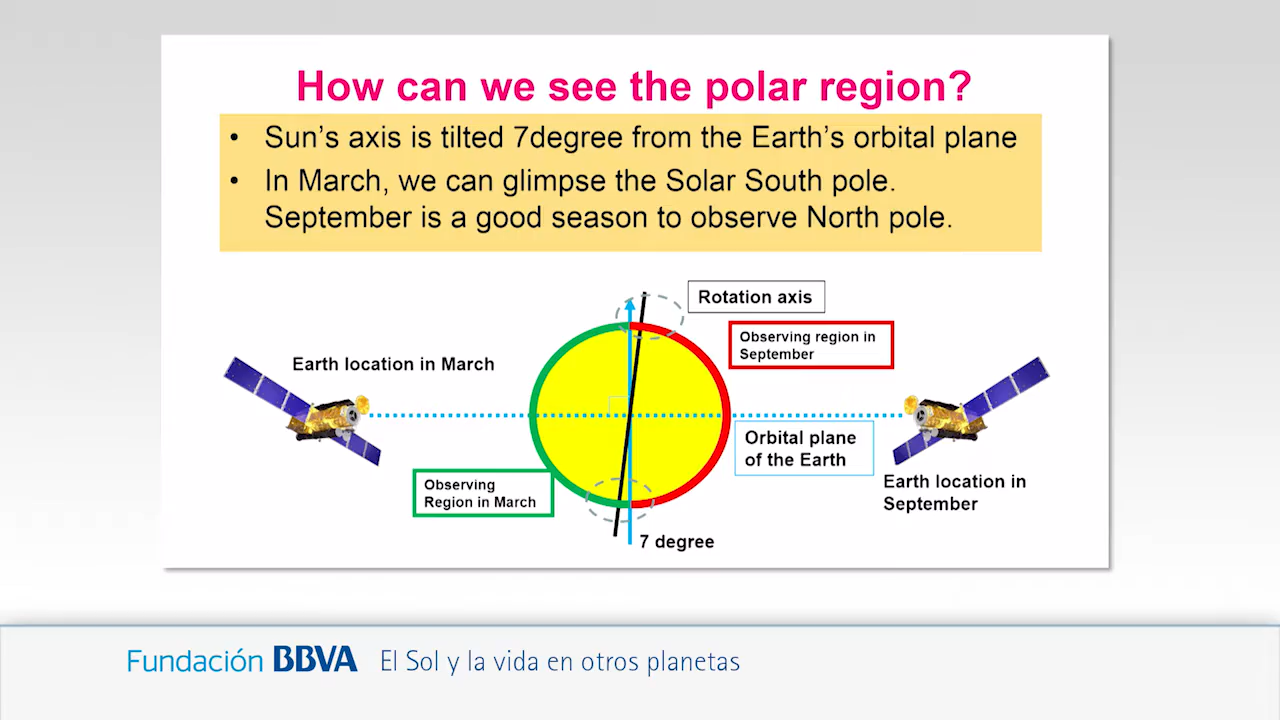 How can we see the polar region?
• Sun's axis is tilted 7degree from the Earth's orbital plane
• In March, we can glimpse the Solar South pole.
September is a good season to observe North pole.
Rotation axis
Observing region in
September
Earth location in March
Orbital plane
of the Earth
Observing
Region in March
Earth location in
September
7 degree
Fundación BBVA El Sol y la vida en otros planetas